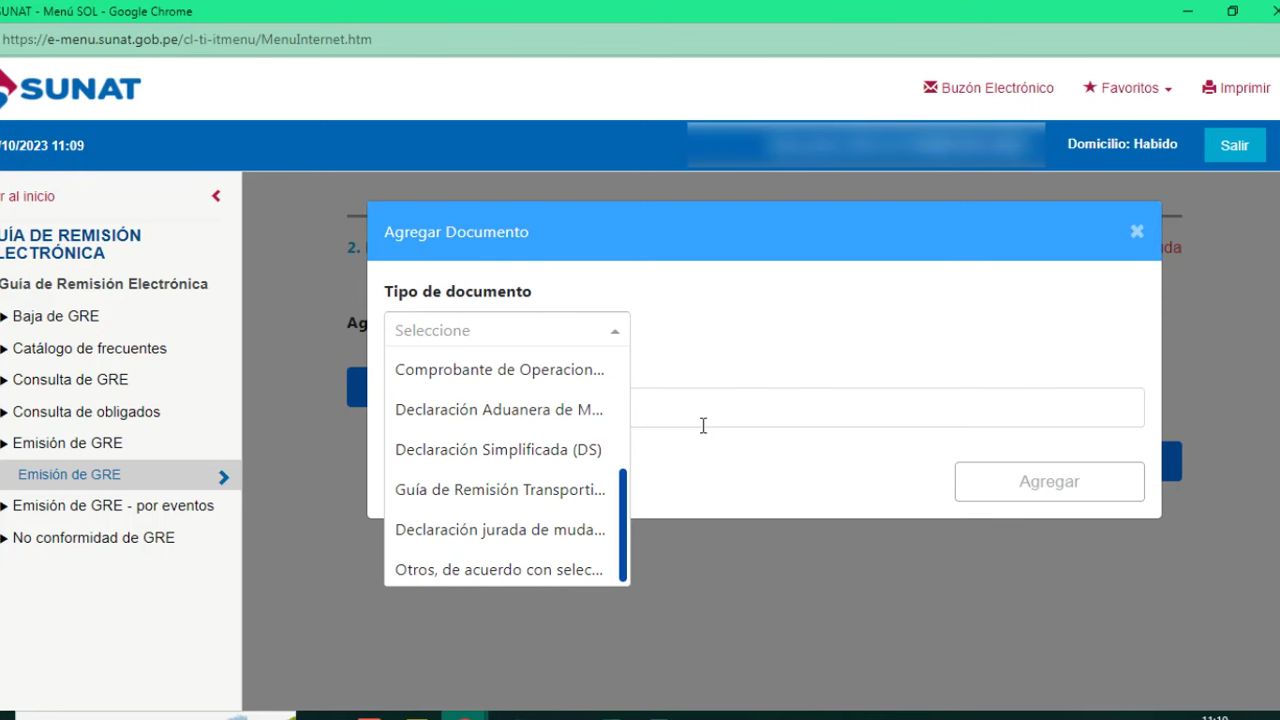 SUNAT - Menú SOL - Google Chrome
https://e-menu.sunat.gob.pe/cl-ti-itmenu/MenuInternet.htm
SUNAT
Buzón Electrónico
Favoritos
Imprimir
/10/2023 11:09
Domicilio: Habido
Salir
r al inicio
UÍA DE REMISIÓN
LECTRÓNICA
Guía de Remisión Electrónica
Baja de GRE
Catálogo de frecuentes
Consulta de GRE
Consulta de obligados
Emisión de GRE
Emisión de GRE
Emisión de GRE - por eventos
No conformidad de GRE
2.
uda
Ag
Agregar Documento
Tipo de documento
Seleccione
Comprobante de Operacion...
Declaración Aduanera de M...
Declaración Simplificada (DS)
Guía de Remisión Transporti...
Declaración jurada de muda...
Otros, de acuerdo con selec...
Agregar